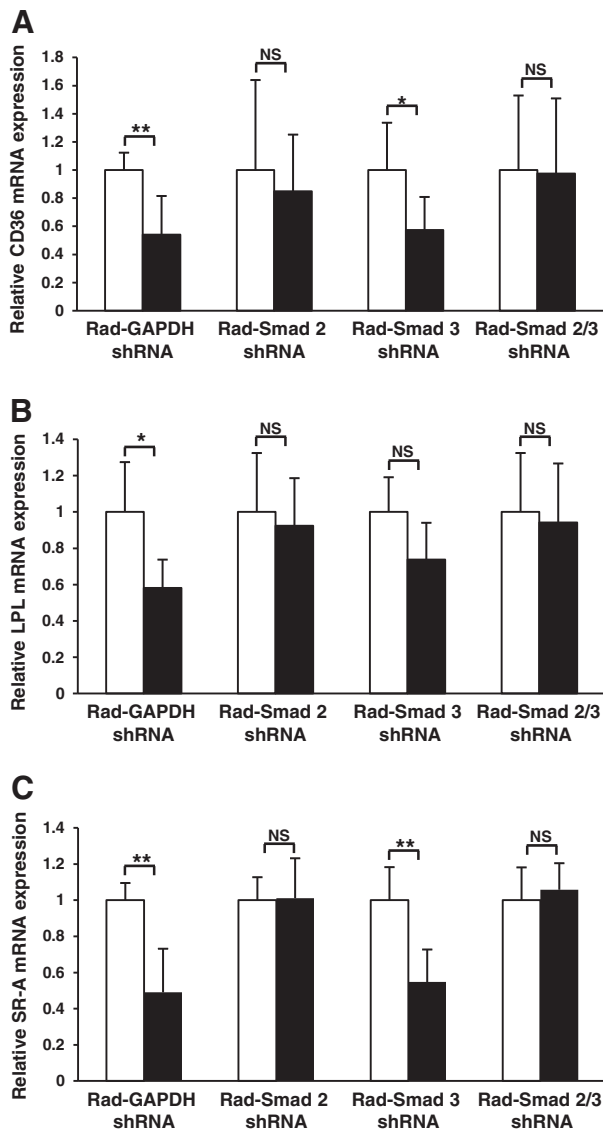 A
Relative CD36 mRNA expression
1.8
1.6
1.4
1.2
1
0.8
0.6
0.4
0.2
0
**
NS
*
NS
Rad-GAPDH shRNA
Rad-Smad 2 shRNA
Rad-Smad 3 shRNA
Rad-Smad 2/3 shRNA
B
Relative LPL mRNA expression
1.4
1.2
1
0.8
0.6
0.4
0.2
0
*
NS
NS
NS
Rad-GAPDH shRNA
Rad-Smad 2 shRNA
Rad-Smad 3 shRNA
Rad-Smad 2/3 shRNA
C
Relative SR-A mRNA expression
1.4
1.2
1
0.8
0.6
0.4
0.2
0
**
NS
**
NS
Rad-GAPDH shRNA
Rad-Smad 2 shRNA
Rad-Smad 3 shRNA
Rad-Smad 2/3 shRNA